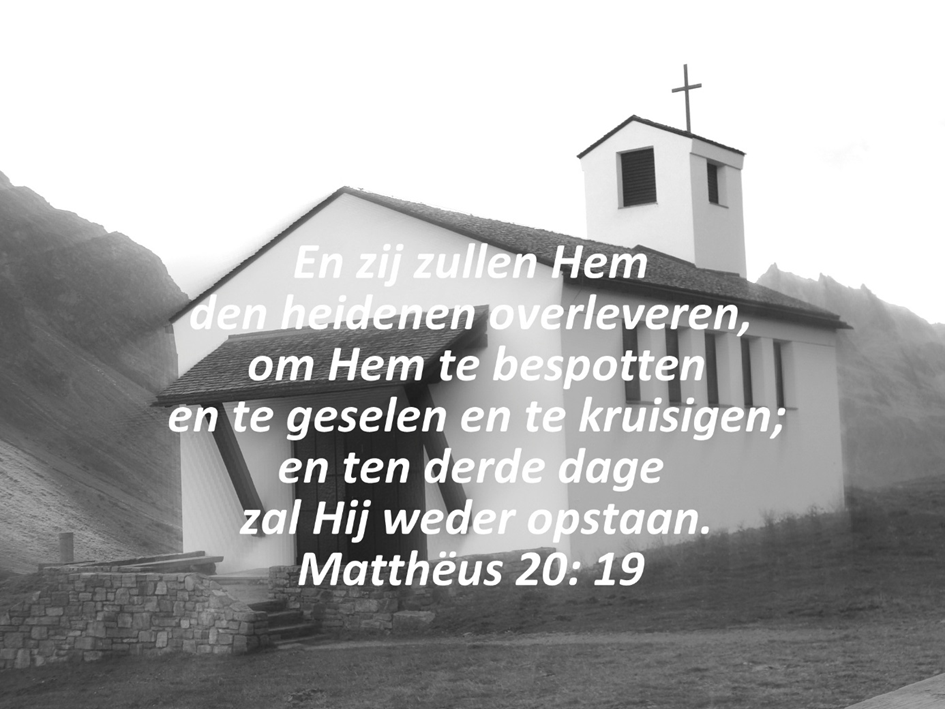 En zij zullen Hem
den heidenen overleveren,
om Hem te bespotten
en te geselen en te kruisigen;
en ten derde dage
zal Hij weder opstaan.
Matthëus 20: 19